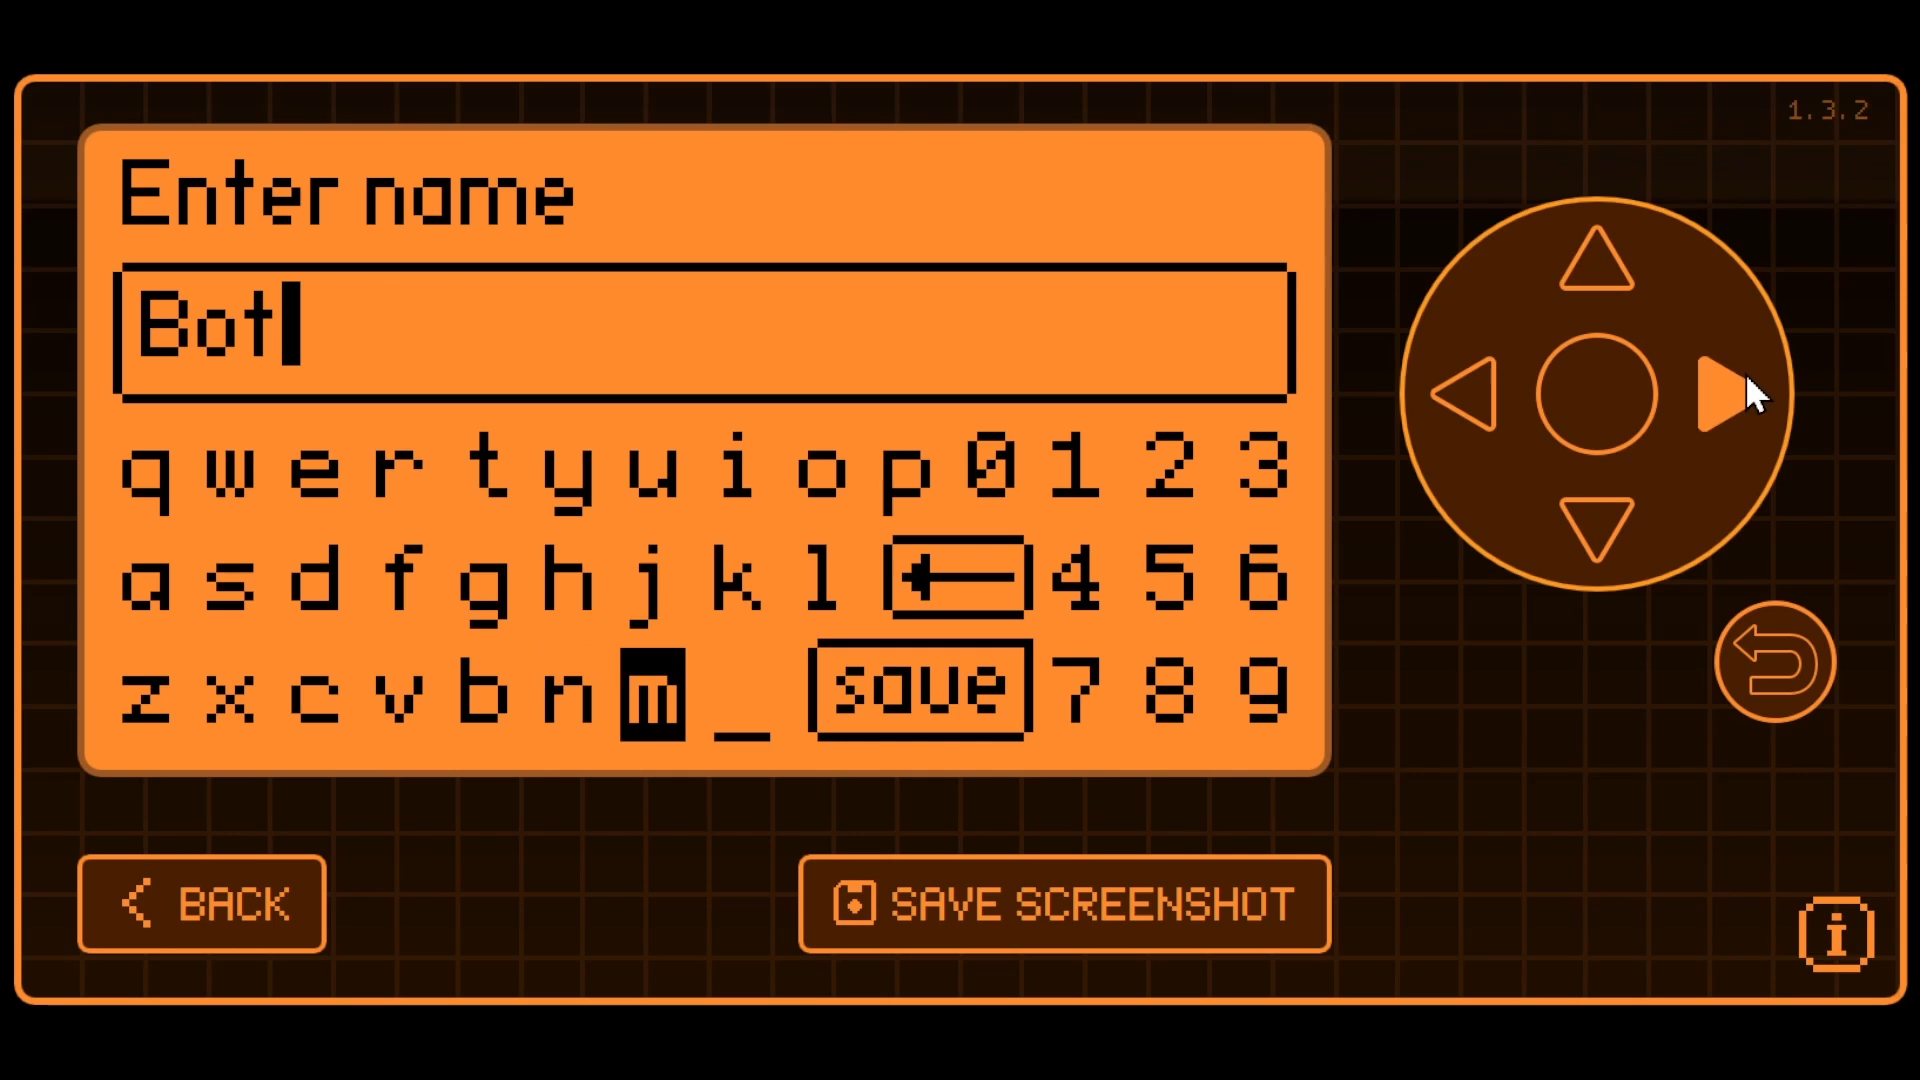 1.3.2
Enter name
Bot
q w e r t y u i o p 0 1 2 3
a s d f g h j k l 4 5 6
z x c v b n m _ save 7 8 9
BACK
SAVE SCREENSHOT
i